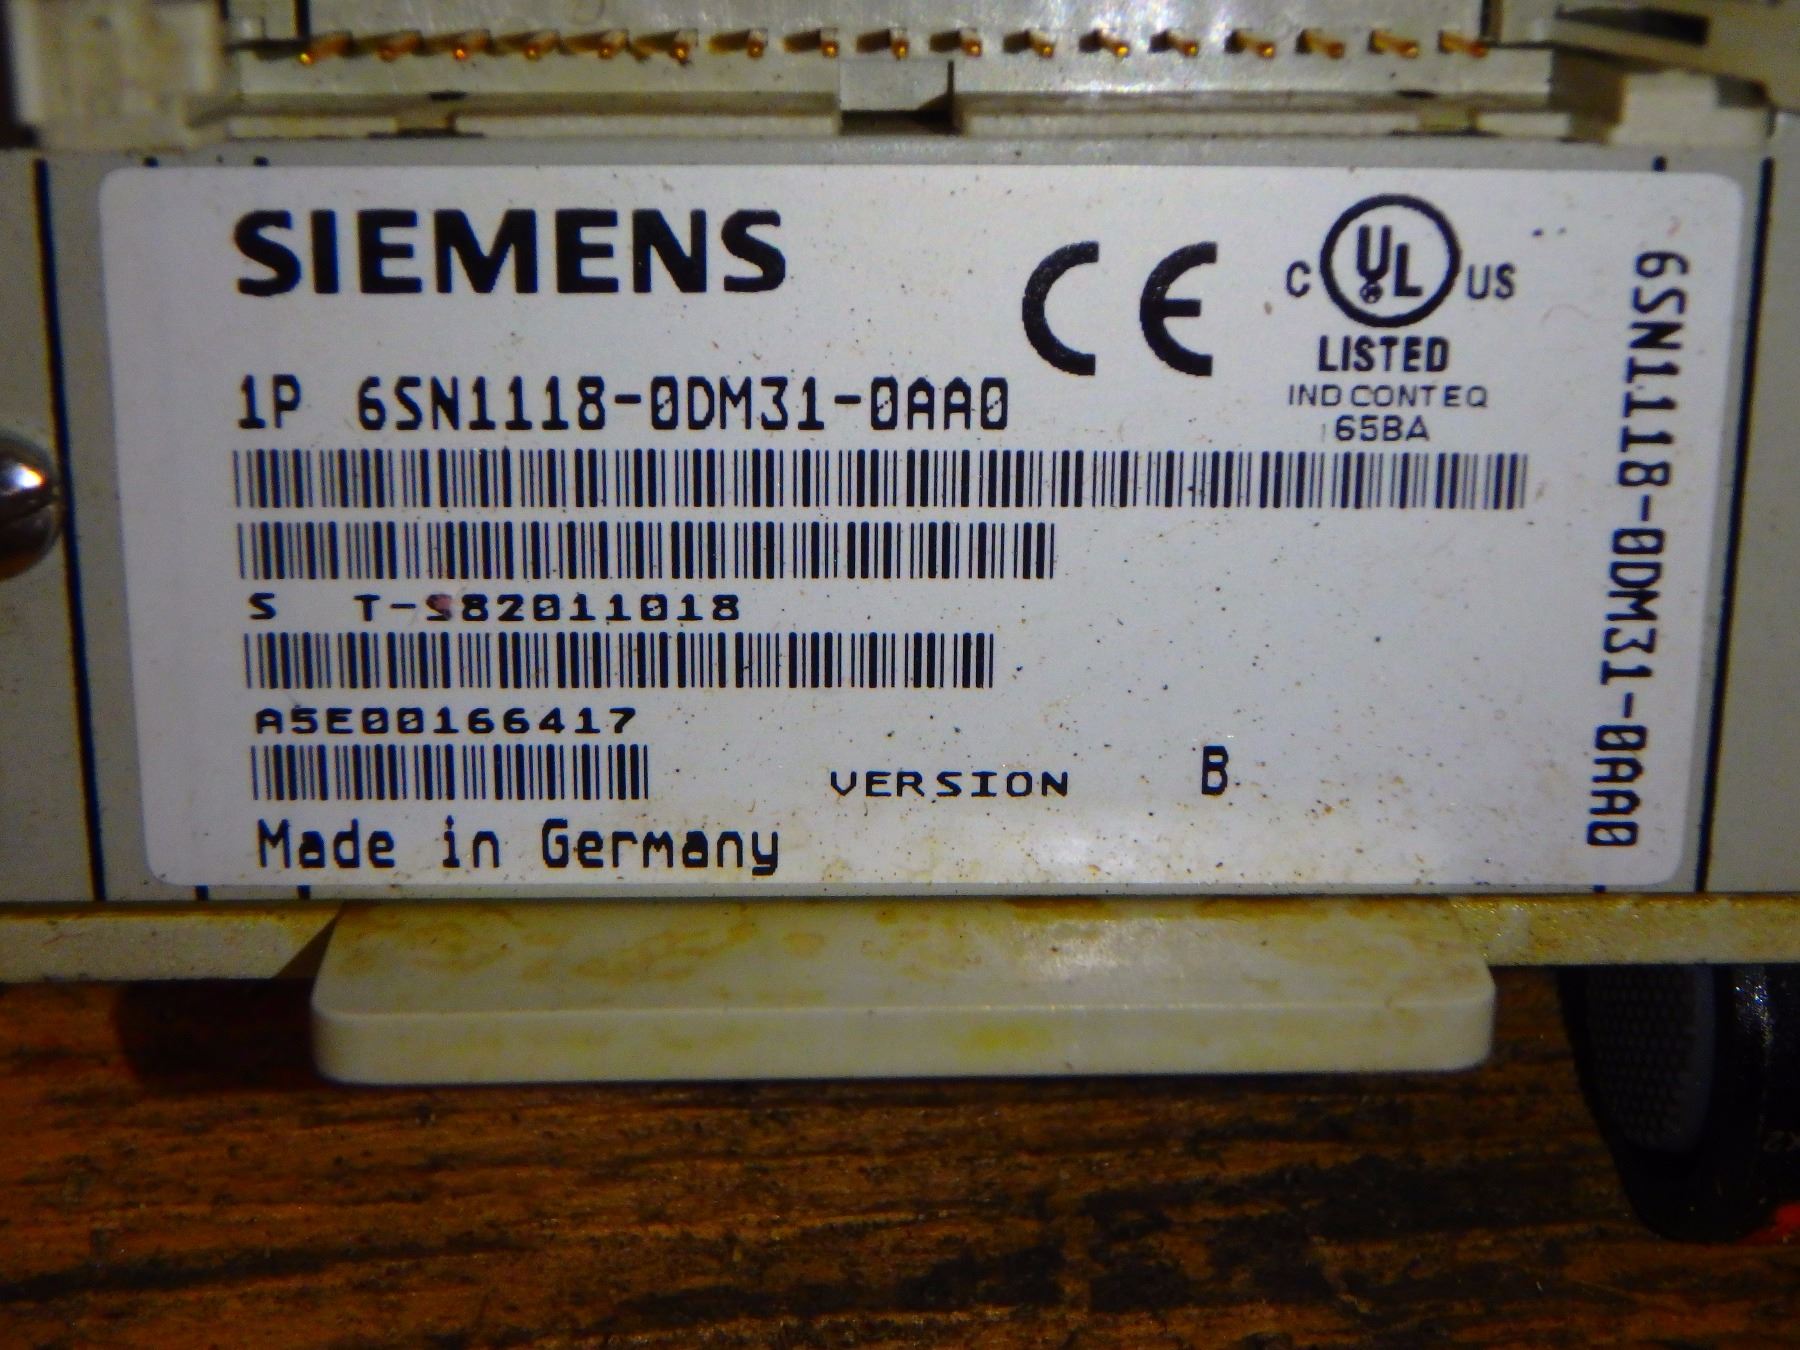 SIEMENS
CE
C UL US
LISTED
IND CONT EQ
65BA
1P 6SN1118-0DM31-0AA0
S T-S82011018
A5E00166417
VERSION B
Made in Germany
6SN1118-0DM31-0AA0